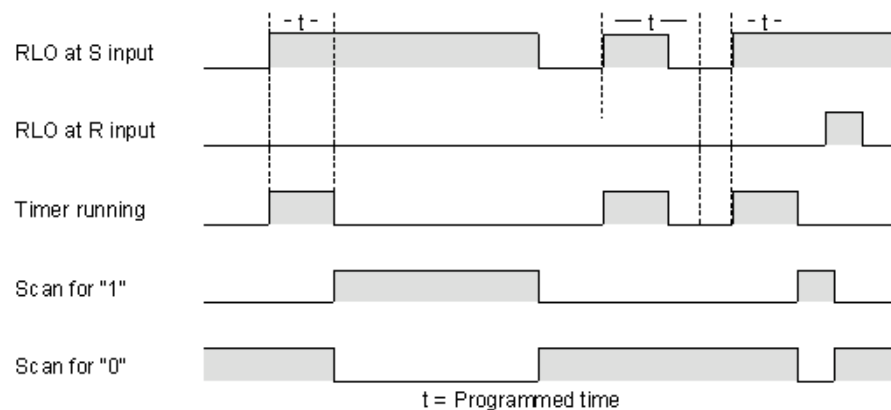 - t - — t — - t -
RLO at S input
RLO at R input
Timer running
Scan for "1"
Scan for "0"
t = Programmed time